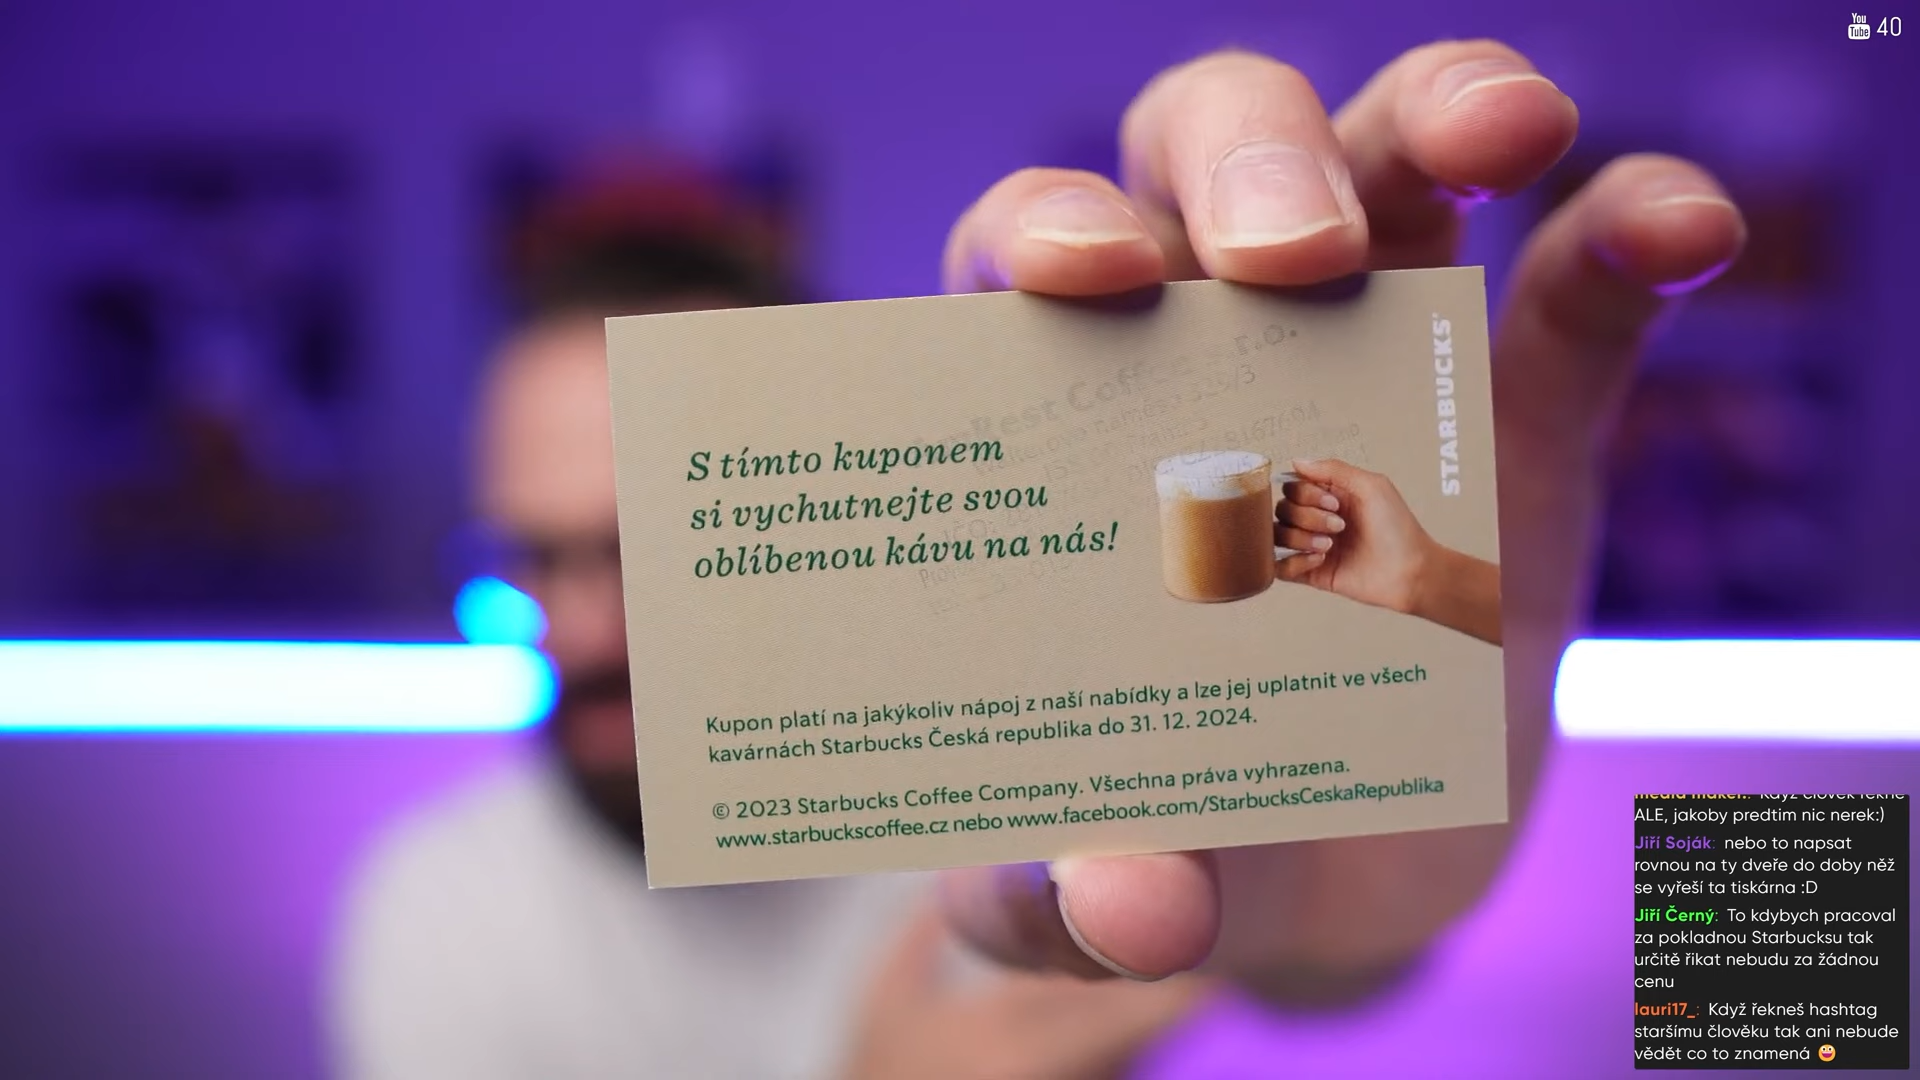 You
Tube 40
STARBUCKS
S tímto kuponem
si vychutnejte svou
oblíbenou kávu na nás!
Kupon platí na jakýkoliv nápoj z naší nabídky a lze jej uplatnit ve všech
kavárnách Starbucks Česká republika do 31. 12. 2024.
© 2023 Starbucks Coffee Company. Všechna práva vyhrazena.
www.starbuckscoffee.cz nebo www.facebook.com/StarbucksCeskaRepublika
ALE, jakoby predtim nic nerek:)
Jiří Soják: nebo to napsat
rovnou na ty dveře do doby něž
se vyřeší ta tiskárna :D
Jiří Černý: To kdybych pracoval
za pokladnou Starbucksu tak
určitě řikat nebudu za žádnou
cenu
lauri17_: Když řekneš hashtag
staršímu člověku tak ani nebude
vědět co to znamená